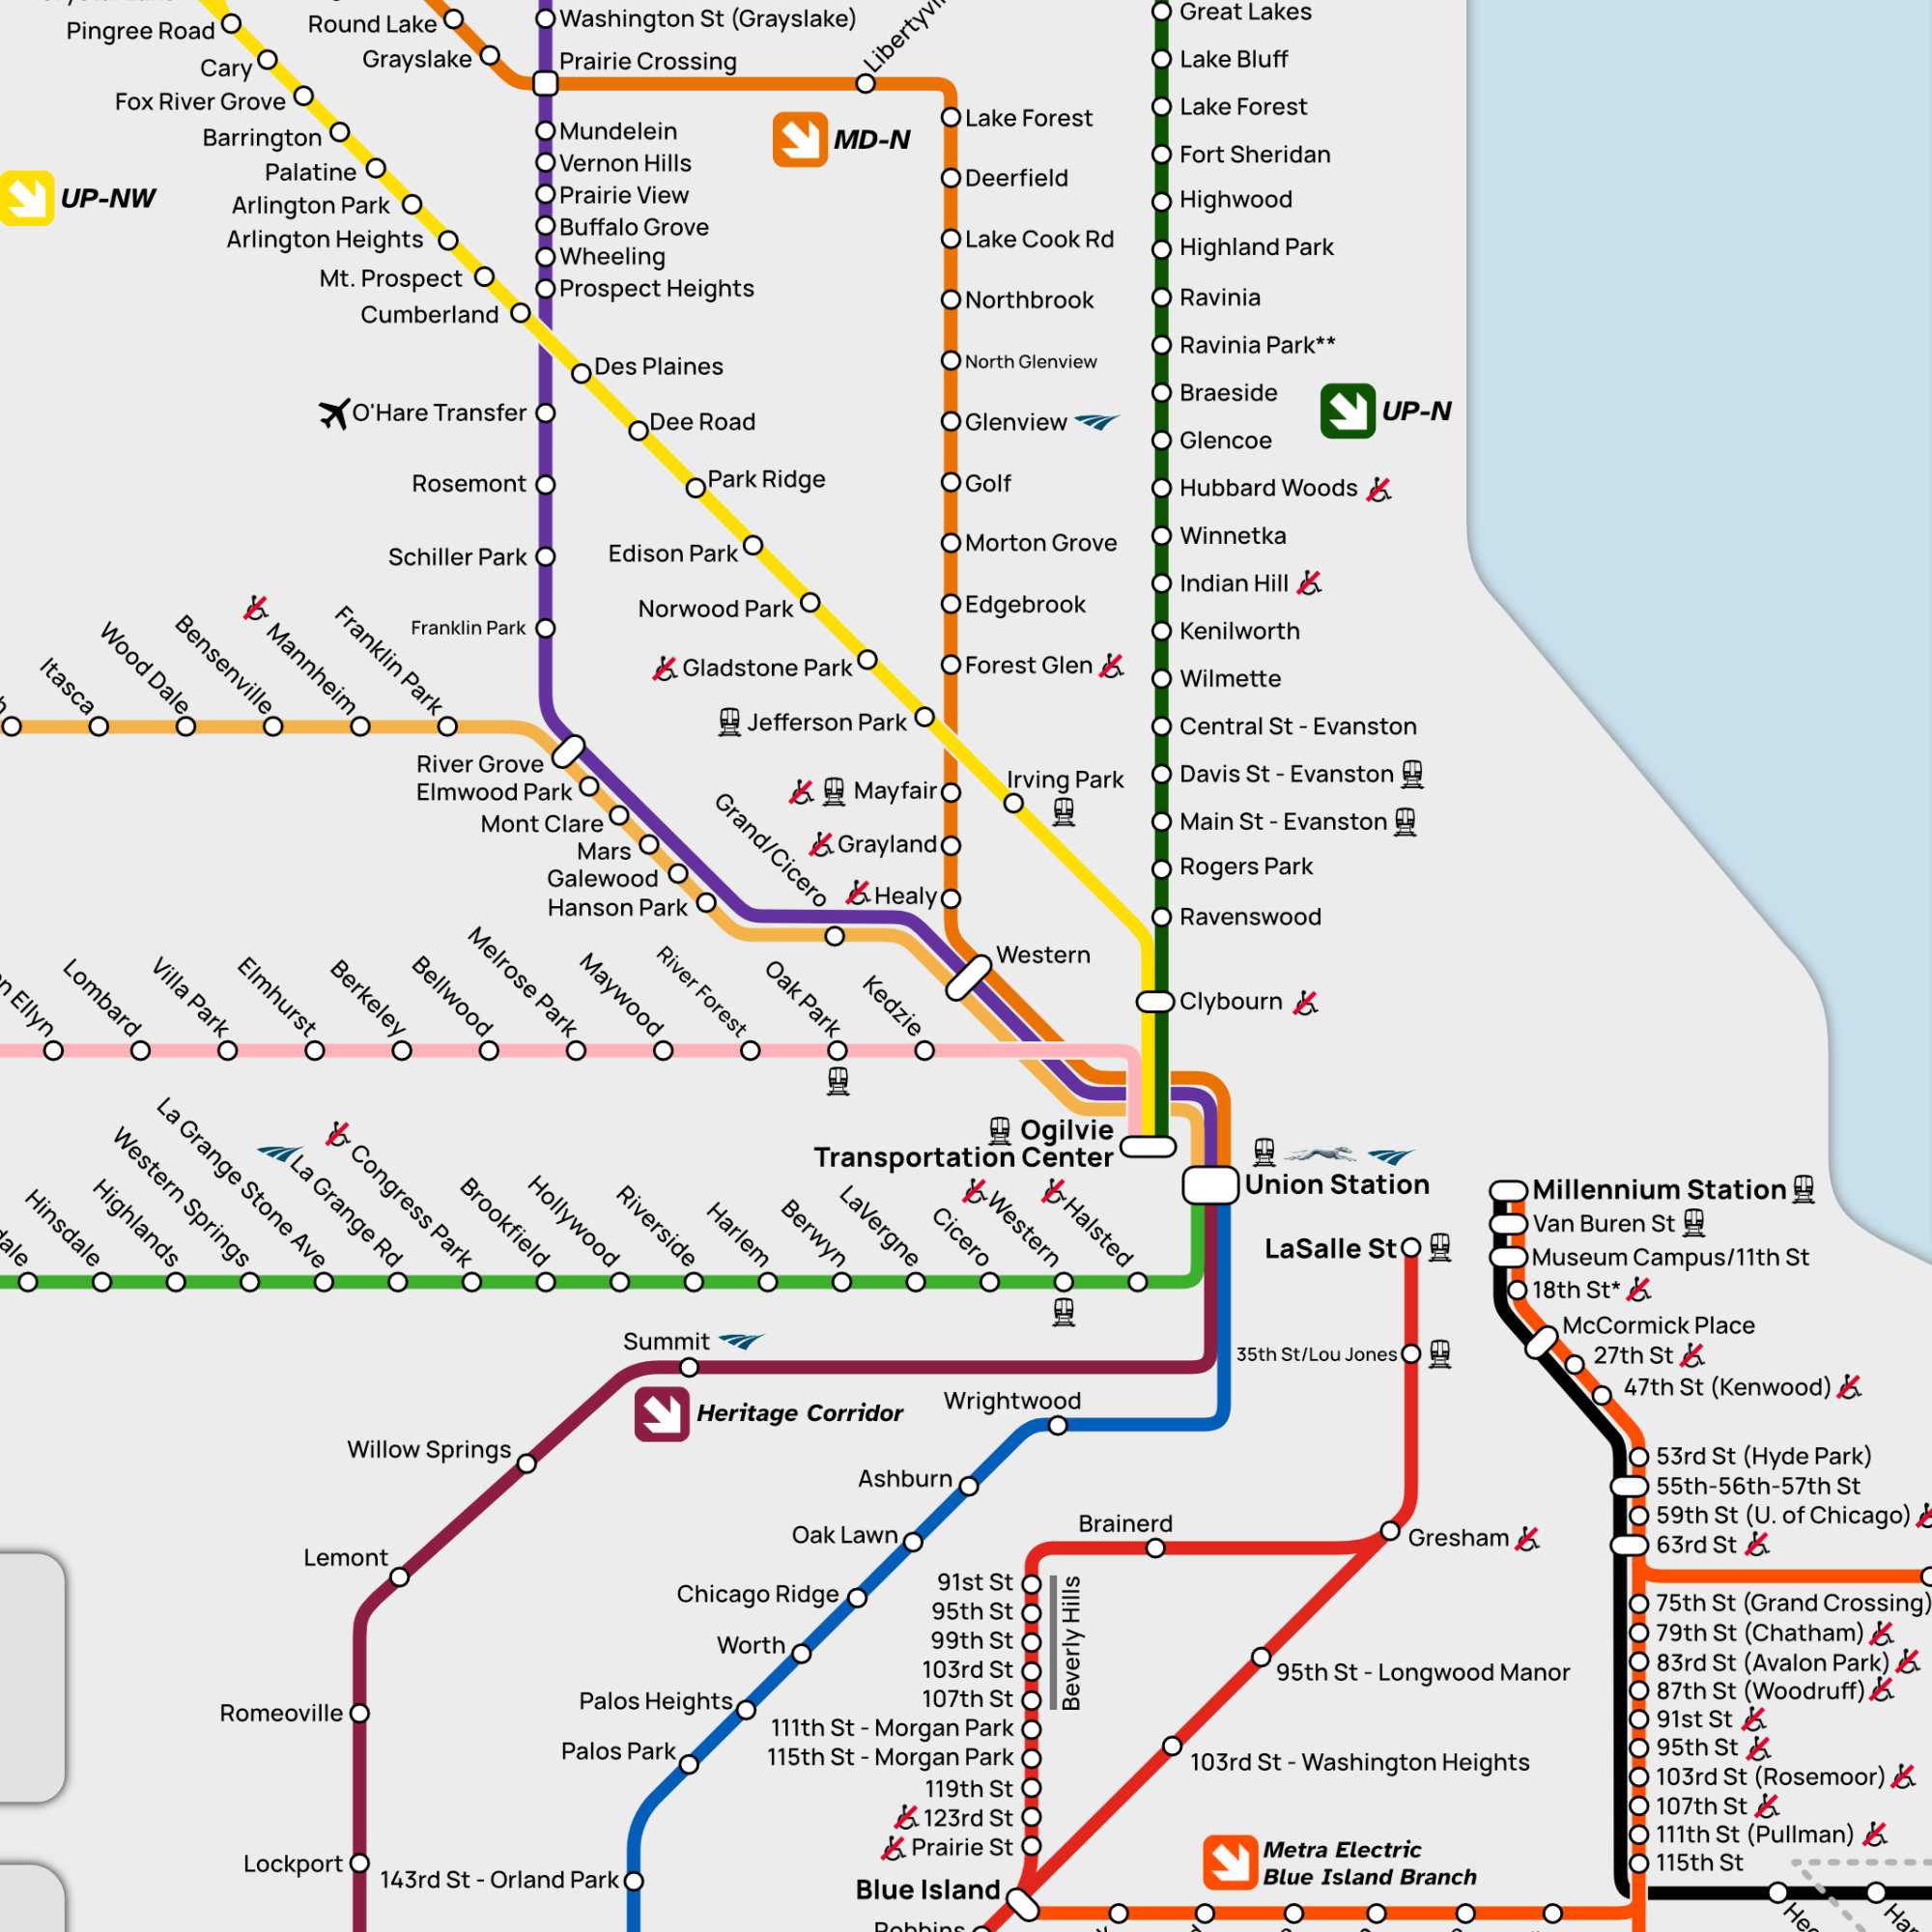 Pingree Road
Cary
Fox River Grove
Barrington
Palatine
Arlington Park
Arlington Heights
Mt. Prospect
Cumberland
Des Plaines
Dee Road
Park Ridge
Edison Park
Norwood Park
Gladstone Park
Jefferson Park
Irving Park
UP-NW
Round Lake
Grayslake
Washington St (Grayslake)
Prairie Crossing
Mundelein
Vernon Hills
Prairie View
Buffalo Grove
Wheeling
Prospect Heights
O'Hare Transfer
Rosemont
Schiller Park
Franklin Park
MD-N
Lake Forest
Deerfield
Lake Cook Rd
Northbrook
North Glenview
Glenview
Golf
Morton Grove
Edgebrook
Forest Glen
Mayfair
Grayland
Healy
Western
Great Lakes
Lake Bluff
Lake Forest
Fort Sheridan
Highwood
Highland Park
Ravinia
Ravinia Park**
Braeside
Glencoe
Hubbard Woods
Winnetka
Indian Hill
Kenilworth
Wilmette
Central St - Evanston
Davis St - Evanston
Main St - Evanston
Rogers Park
Ravenswood
Clybourn
UP-N
Itasca
Wood Dale
Bensenville
Mannheim
Franklin Park
River Grove
Elmwood Park
Mont Clare
Mars
Galewood
Hanson Park
Grand/Cicero
Lombard
Villa Park
Elmhurst
Berkeley
Bellwood
Melrose Park
Maywood
River Forest
Oak Park
Kedzie
Ogilvie
Transportation Center
Union Station
Hinsdale
Highlands
Western Springs
La Grange Stone Ave
La Grange Rd
Congress Park
Brookfield
Hollywood
Riverside
Harlem
Berwyn
LaVergne
Cicero
Western
Halsted
Summit
Heritage Corridor
Willow Springs
Lemont
Romeoville
Lockport
Wrightwood
Ashburn
Oak Lawn
Chicago Ridge
Worth
Palos Heights
Palos Park
143rd St - Orland Park
LaSalle St
35th St/Lou Jones
Gresham
Brainerd
91st St
95th St
99th St
103rd St
107th St
Beverly Hills
111th St - Morgan Park
115th St - Morgan Park
119th St
123rd St
Prairie St
Blue Island
Robbins
95th St - Longwood Manor
103rd St - Washington Heights
Metra Electric
Blue Island Branch
Millennium Station
Van Buren St
Museum Campus/11th St
18th St*
McCormick Place
27th St
47th St (Kenwood)
53rd St (Hyde Park)
55th-56th-57th St
59th St (U. of Chicago)
63rd St
75th St (Grand Crossing)
79th St (Chatham)
83rd St (Avalon Park)
87th St (Woodruff)
91st St
95th St
103rd St (Rosemoor)
107th St
111th St (Pullman)
115th St